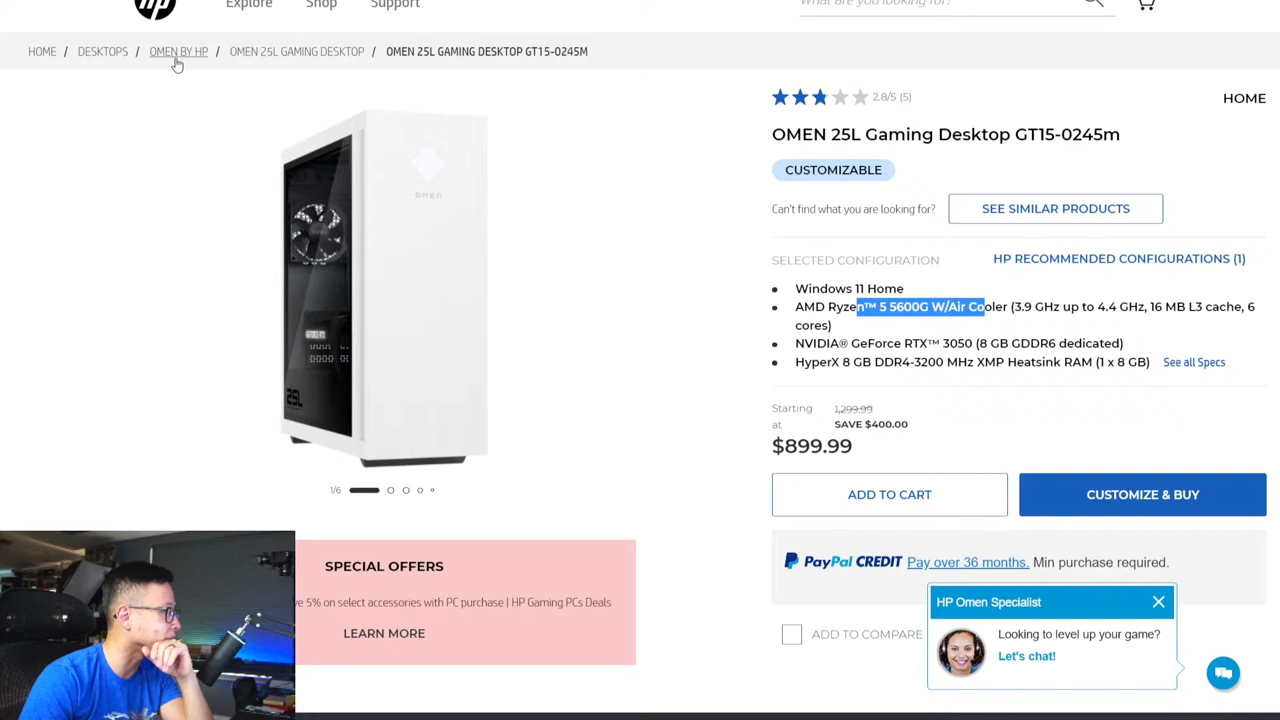 hp
Explore Shop Support
What are you looking for?
HOME / DESKTOPS / OMEN BY HP / OMEN 25L GAMING DESKTOP / OMEN 25L GAMING DESKTOP GT15-0245M
2.8/5 (5)
HOME
OMEN 25L Gaming Desktop GT15-0245m
CUSTOMIZABLE
Can't find what you are looking for?
SEE SIMILAR PRODUCTS
SELECTED CONFIGURATION
HP RECOMMENDED CONFIGURATIONS (1)
Windows 11 Home
AMD Ryzen™ 5 5600G W/Air Cooler (3.9 GHz up to 4.4 GHz, 16 MB L3 cache, 6
cores)
NVIDIA® GeForce RTX™ 3050 (8 GB GDDR6 dedicated)
HyperX 8 GB DDR4-3200 MHz XMP Heatsink RAM (1 x 8 GB) See all Specs
Starting
at
1,299.99
SAVE $400.00
$899.99
ADD TO CART
CUSTOMIZE & BUY
PayPal CREDIT Pay over 36 months. Min purchase required.
ADD TO COMPARE
HP Omen Specialist
Looking to level up your game?
Let's chat!
OMEN
25L
1/6
SPECIAL OFFERS
5% on select accessories with PC purchase | HP Gaming PCs Deals
LEARN MORE